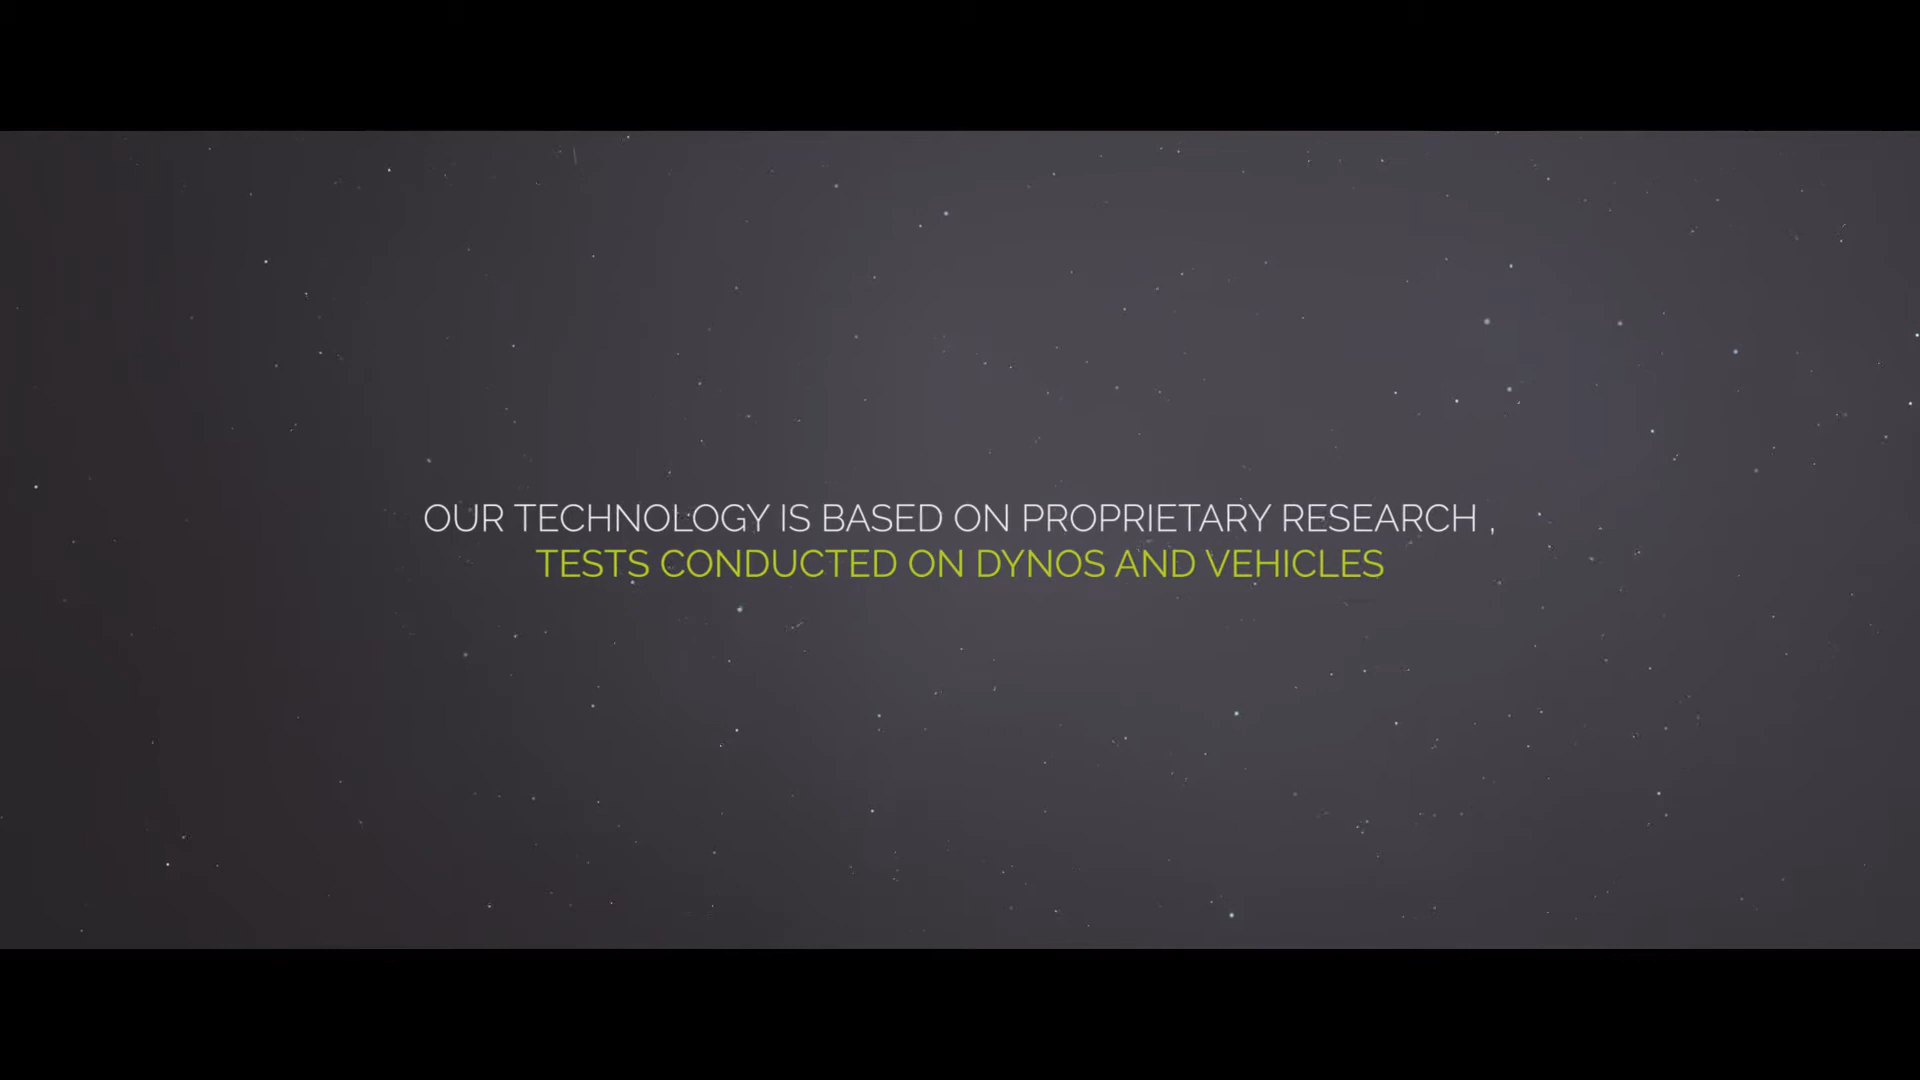 OUR TECHNOLOGY IS BASED ON PROPRIETARY RESEARCH ,
TESTS CONDUCTED ON DYNOS AND VEHICLES